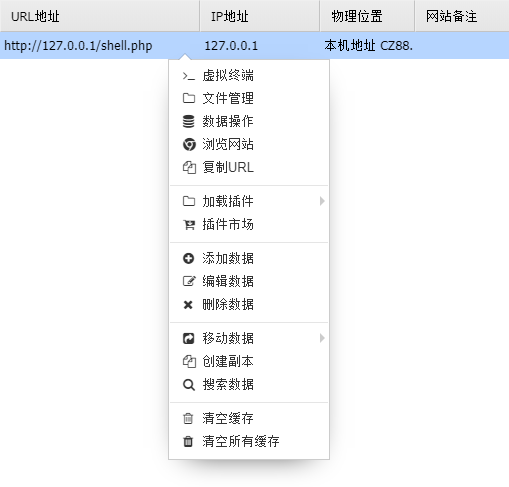 URL地址 IP地址 物理位置 网站备注
http://127.0.0.1/shell.php 127.0.0.1 本机地址 CZ88.
虚拟终端
文件管理
数据操作
浏览网站
复制URL
加载插件
插件市场
添加数据
编辑数据
删除数据
移动数据
创建副本
搜索数据
清空缓存
清空所有缓存